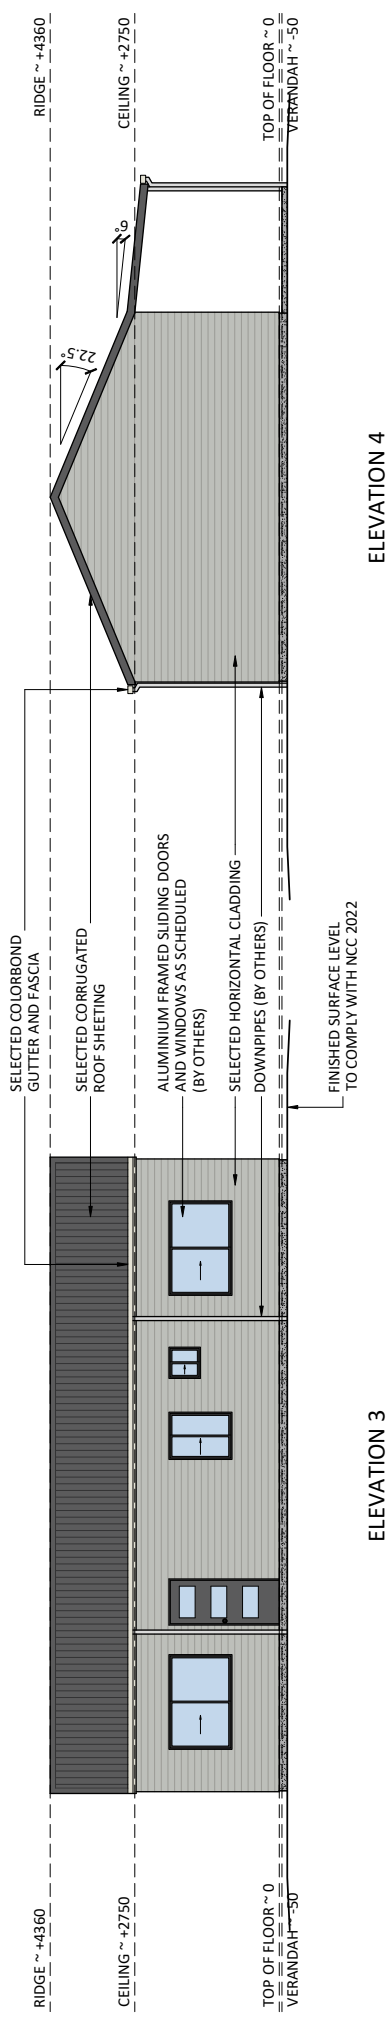 RIDGE ~ +4360
CEILING ~ +2750
TOP OF FLOOR ~ 0
VERANDAH ~ -50
SELECTED COLORBOND
GUTTER AND FASCIA
SELECTED CORRUGATED
ROOF SHEETING
ALUMINIUM FRAMED SLIDING DOORS
AND WINDOWS AS SCHEDULED
(BY OTHERS)
SELECTED HORIZONTAL CLADDING
DOWNPIPES (BY OTHERS)
FINISHED SURFACE LEVEL
TO COMPLY WITH NCC 2022
22.5°
6°
RIDGE ~ +4360
CEILING ~ +2750
TOP OF FLOOR ~ 0
VERANDAH ~ -50
ELEVATION 3
ELEVATION 4